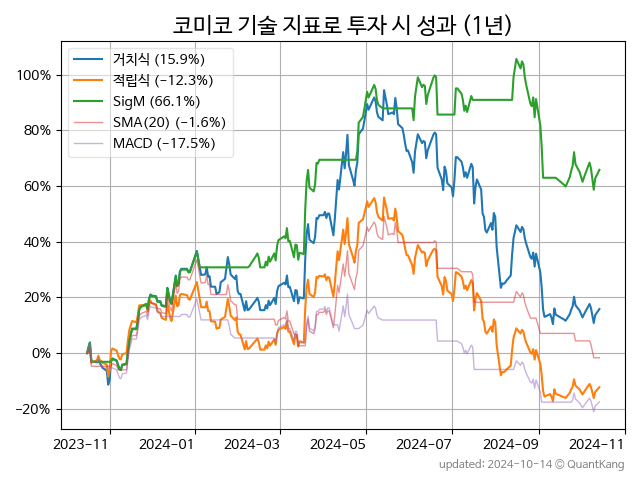 코미코 기술 지표로 투자 시 성과 (1년)
거치식 (15.9%)
적립식 (−12.3%)
SigM (66.1%)
SMA(20) (−1.6%)
MACD (−17.5%)
100%
80%
60%
40%
20%
0%
−20%
2023−11
2024−01
2024−03
2024−05
2024−07
2024−09
2024−11
updated: 2024-10-14 © QuantKang